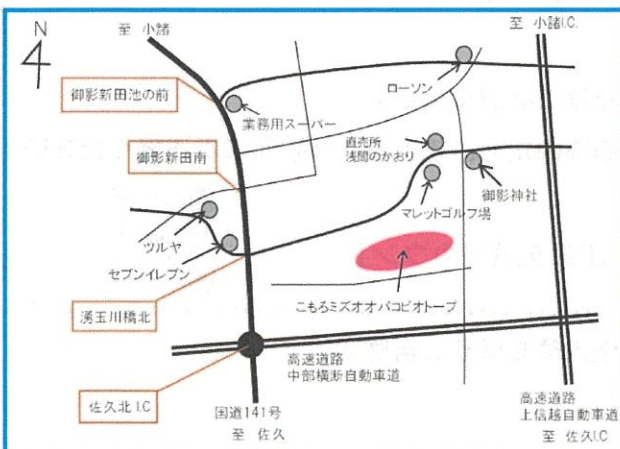 N
至 小諸
至 小諸I.C.
御影新田池の前
業務用スーパー
ローソン
御影新田南
直売所
浅間のかおり
御影神社
マレットゴルフ場
ツルヤ
セブンイレブン
湧玉川橋北
こもろミズオオバコビオトープ
佐久北 I.C
高速道路
中部横断自動車道
国道141号
至 佐久
高速道路
上信越自動車道
至 佐久I.C